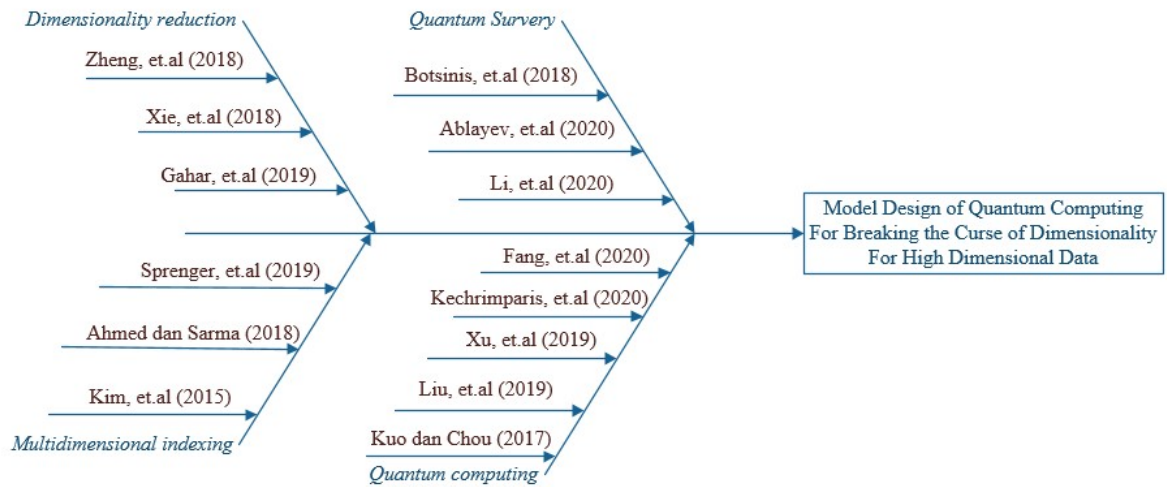 Dimensionality reduction
Zheng, et.al (2018)
Xie, et.al (2018)
Gahar, et.al (2019)
Quantum Survery
Botsinis, et.al (2018)
Ablayev, et.al (2020)
Li, et.al (2020)
Model Design of Quantum Computing
For Breaking the Curse of Dimensionality
For High Dimensional Data
Sprenger, et.al (2019)
Ahmed dan Sarma (2018)
Kim, et.al (2015)
Multidimensional indexing
Fang, et.al (2020)
Kechrimparis, et.al (2020)
Xu, et.al (2019)
Liu, et.al (2019)
Kuo dan Chou (2017)
Quantum computing